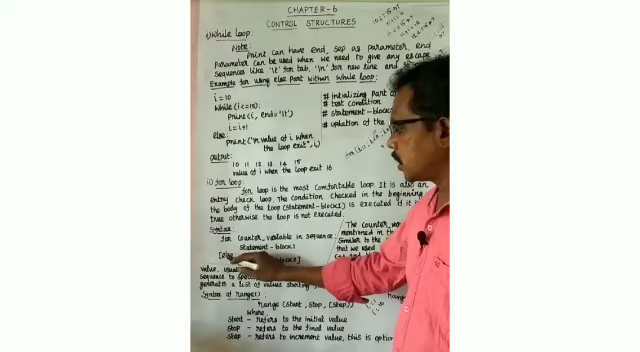 CHAPTER-6
CONTROL STRUCTURES
i) While loop:
Note:
Print can have end, sep as parameter. end
parameter can be used when we need to give any escape
sequences like '\t' for tab, '\n' for new line and
Example for using else part within while loop:
i = 10
while (i<=15):
print(i, end='\t')
i = i+1
else:
print("\n value of i when
the loop exit", i)
# Initializing part of
# test condition
# statement-block
# updation of the
output:
10 11 12 13 14 15
value of i when the loop exit 16
ii) for loop:
for loop is the most comfortable loop. It is also an
entry check loop. The condition checked in the beginning
the body of the loop (statement-block1) is executed if it is
true otherwise the loop is not executed.
Syntax:
for counter_variable in sequence:
statement-block1
[else
block2]
The counter_
mentioned in the
similar to the
that we used
value. usual
sequence to spec
generates a list of values starting
Syntax of range()
range (start, stop, [step])
where
start - refers to the initial value
stop - refers to the final value
step - refers to increment value, this is option